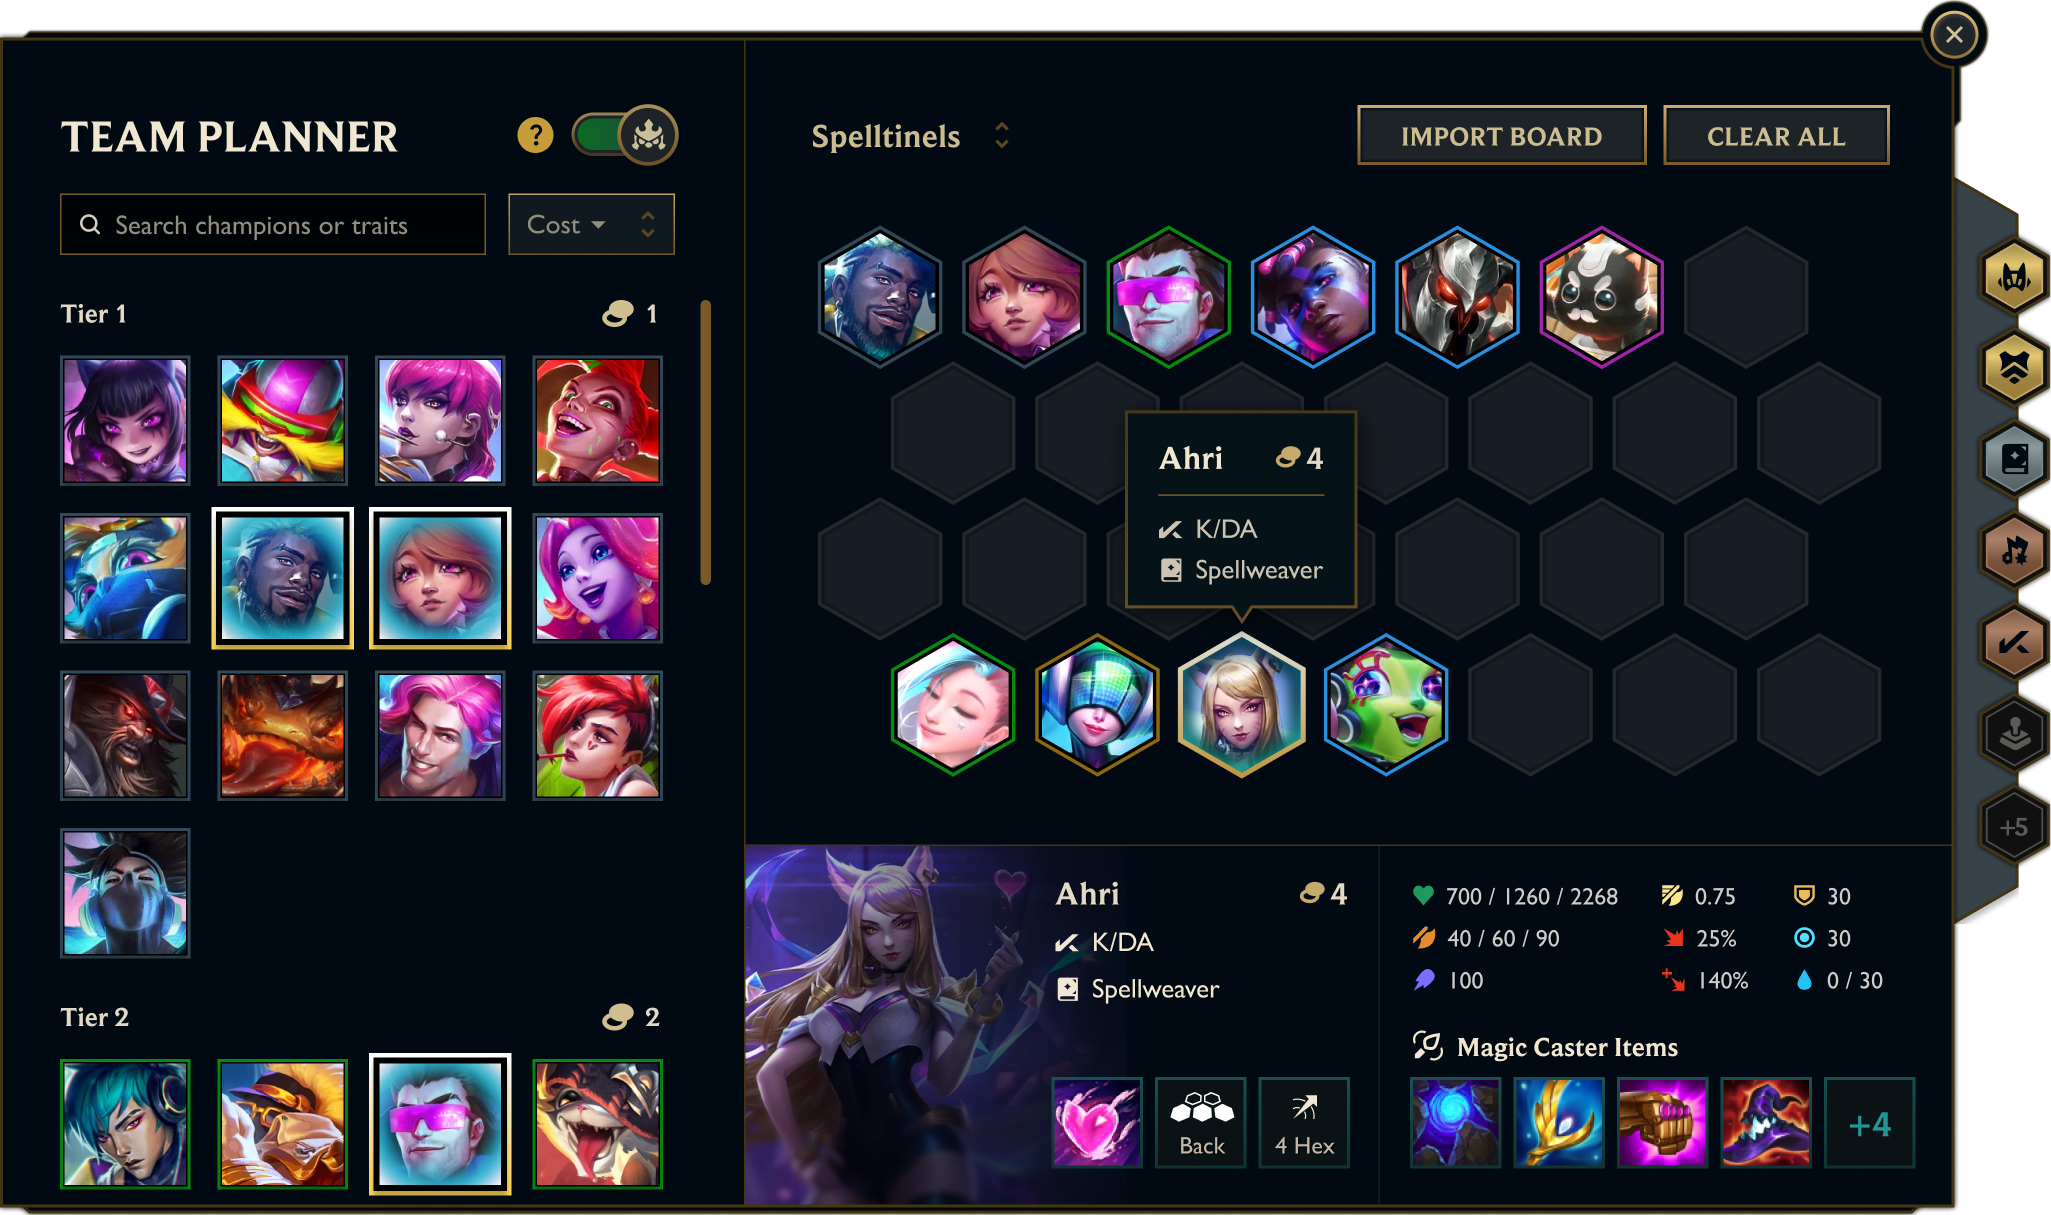 TEAM PLANNER
?
Search champions or traits
Cost
Tier 1
1
Tier 2
2
Spelltinels
IMPORT BOARD
CLEAR ALL
Ahri
4
K/DA
Spellweaver
+5
Ahri
4
K/DA
Spellweaver
Back
4 Hex
700 / 1260 / 2268
0.75
30
40 / 60 / 90
25%
30
100
140%
0 / 30
Magic Caster Items
+4